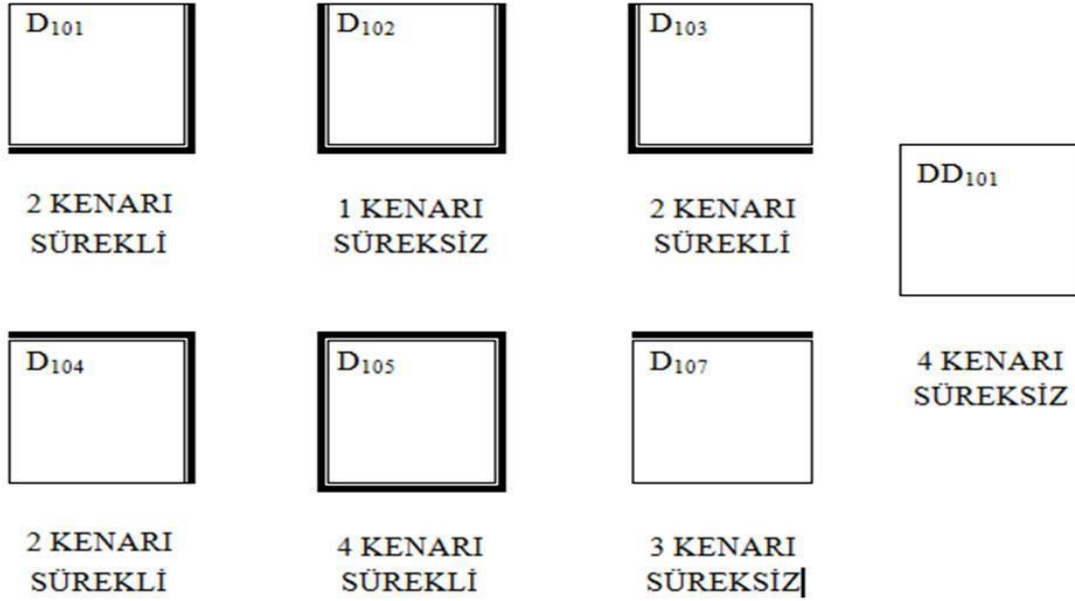 D101
D102
D103
DD101
2 KENARI
SÜREKLİ
1 KENARI
SÜREKSİZ
2 KENARI
SÜREKLİ
4 KENARI
SÜREKSİZ
D104
D105
D107
2 KENARI
SÜREKLİ
4 KENARI
SÜREKLİ
3 KENARI
SÜREKSİZ